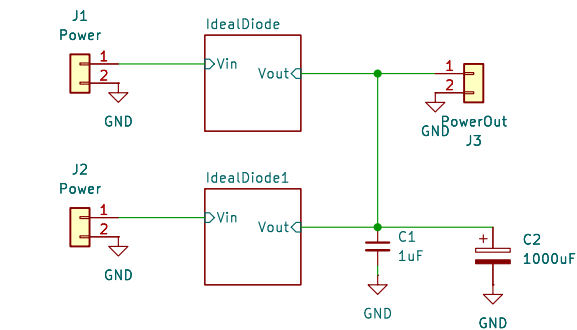 J1
Power
1
2
GND
IdealDiode
Vin
Vout
1
2
GND
PowerOut
J3
J2
Power
1
2
GND
IdealDiode1
Vin
Vout
C1
1uF
GND
+
C2
1000uF
GND